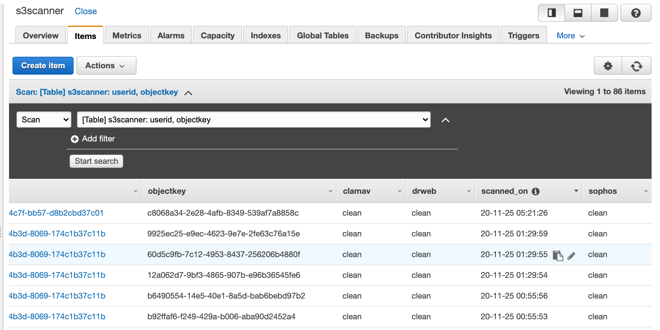 s3scanner Close
Overview Items Metrics Alarms Capacity Indexes Global Tables Backups Contributor Insights Triggers More
Create item Actions
Scan: [Table] s3scanner: userid, objectkey Viewing 1 to 86 items
Scan [Table] s3scanner: userid, objectkey
Add filter
Start search
objectkey clamav drweb scanned_on sophos
4c7f-bb57-d8b2cbd37c01 c8068a34-2e28-4afb-8349-539af7a8858c clean clean 20-11-25 05:21:26 clean
4b3d-8069-174c1b37c11b 9925ec25-e9ec-4623-9e7e-2fe63c76a15e clean clean 20-11-25 01:29:59 clean
4b3d-8069-174c1b37c11b 60d5c9fb-7c12-4953-8437-256206b4880f clean clean 20-11-25 01:29:55 clean
4b3d-8069-174c1b37c11b 12a062d7-9bf3-4865-907b-e96b36545fe6 clean clean 20-11-25 01:29:54 clean
4b3d-8069-174c1b37c11b b6490554-14e5-40e1-8a5d-bab6bebd97b2 clean clean 20-11-25 00:55:56 clean
4b3d-8069-174c1b37c11b b92ffaf6-f249-429a-b006-aba90d2452a4 clean clean 20-11-25 00:55:53 clean